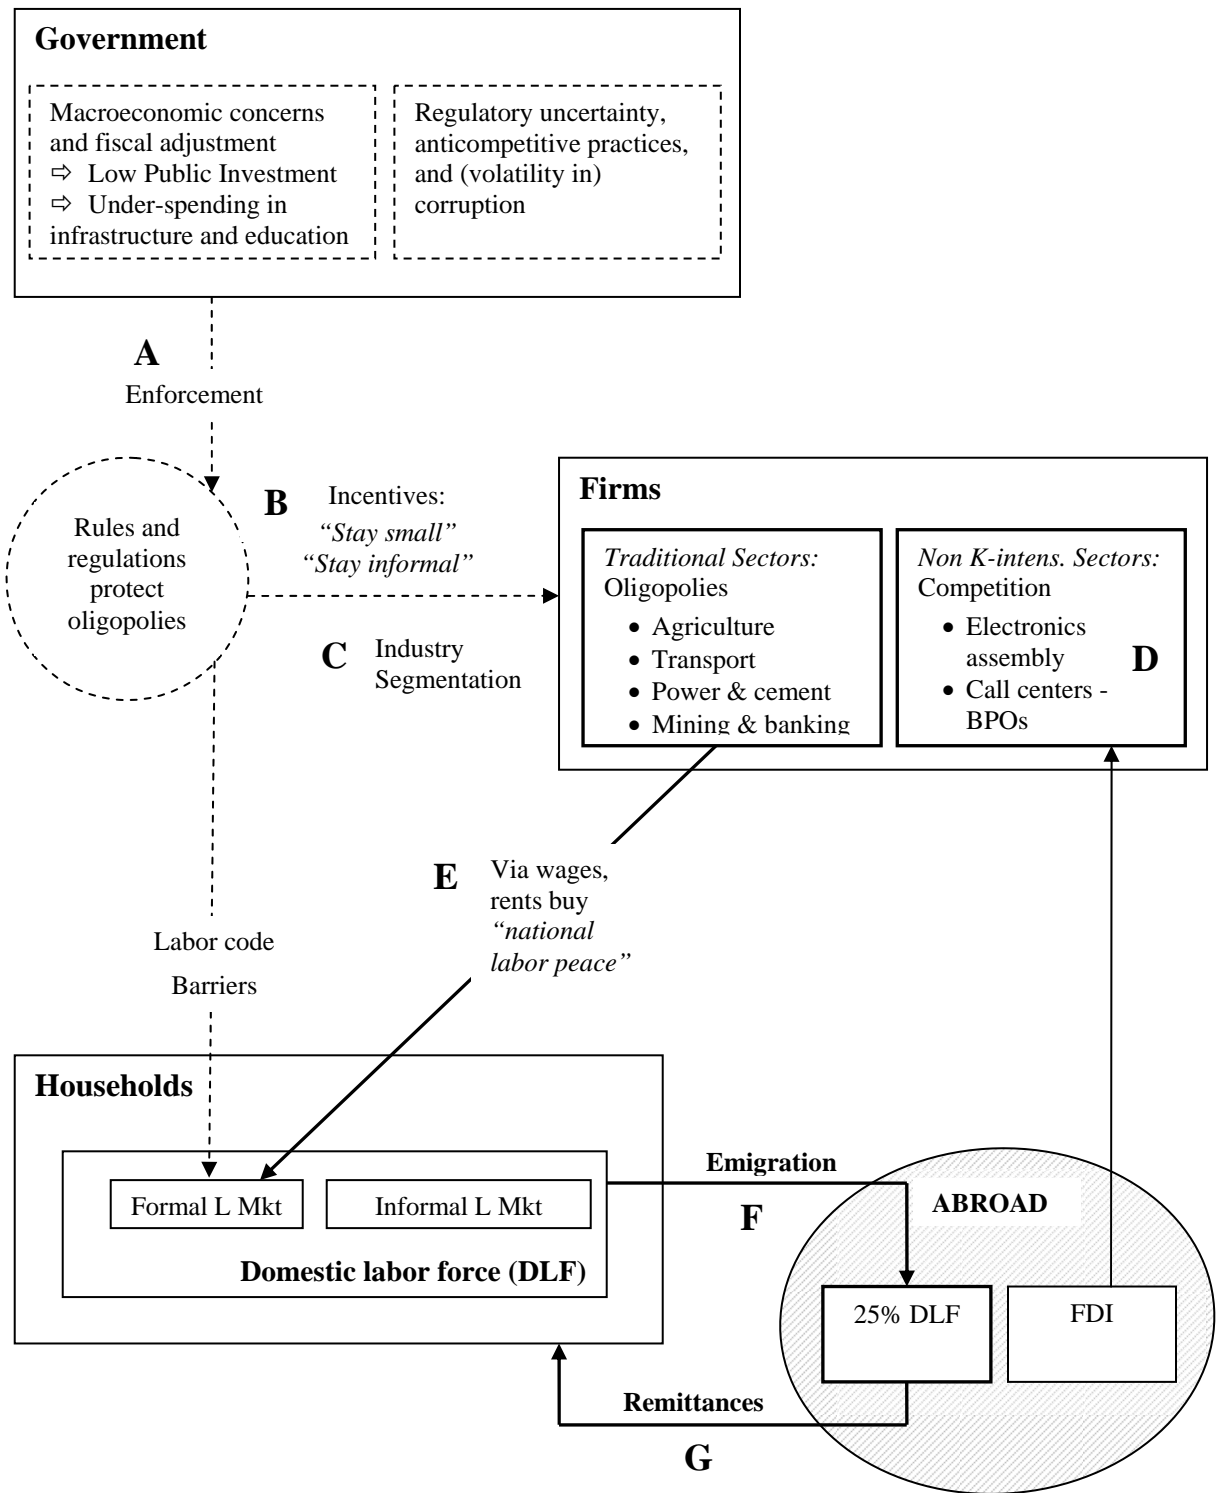 Government
Macroeconomic concerns
and fiscal adjustment
⇨ Low Public Investment
⇨ Under-spending in
infrastructure and education
Regulatory uncertainty,
anticompetitive practices,
and (volatility in)
corruption
A
Enforcement
Rules and
regulations
protect
oligopolies
B
Incentives:
“Stay small”
“Stay informal”
C
Industry
Segmentation
Firms
Traditional Sectors:
Oligopolies
• Agriculture
• Transport
• Power & cement
• Mining & banking
Non K-intens. Sectors:
Competition
• Electronics
assembly
• Call centers -
BPOs
D
E
Via wages,
rents buy
“national
labor peace”
Labor code
Barriers
Households
Formal L Mkt
Informal L Mkt
Domestic labor force (DLF)
Emigration
F
ABROAD
25% DLF
FDI
Remittances
G